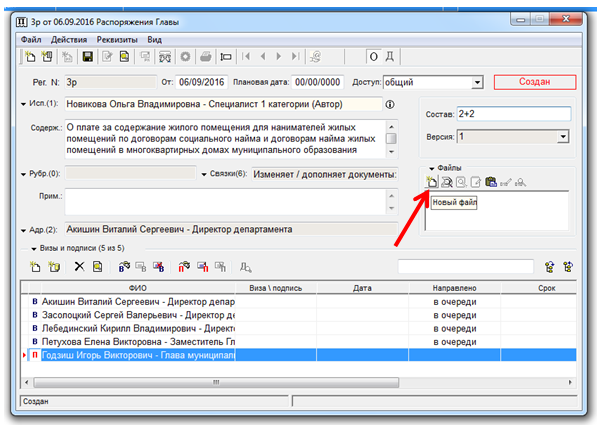 3р от 06.09.2016 Распоряжения Главы
Файл Действия Реквизиты Вид
Рег. N: 3р От: 06/09/2016 Плановая дата: 00/00/0000 Доступ: общий Создан
Исп.(1): Новикова Ольга Владимировна - Специалист 1 категории (Автор)
Состав: 2+2
Содерж.: О плате за содержание жилого помещения для нанимателей жилых
помещений по договорам социального найма и договорам найма жилых
помещений в многоквартирных домах муниципального образования
Версия: 1
Файлы
Рубр.(0): Связки(6): Изменяет / дополняет документы:
Прим.:
Новый файл
Адр.(2): Акишин Виталий Сергеевич - Директор департамента
Визы и подписи (5 из 5)
ФИО Виза \ подпись Дата Направлено Срок
В Акишин Виталий Сергеевич - Директор депар в очереди
В Засолоцкий Сергей Валерьевич - Директор де в очереди
В Лебединский Кирилл Владимирович - Директ в очереди
В Петухова Елена Викторовна - Заместитель Гл в очереди
П Годзиш Игорь Викторович - Глава муниципал в очереди
Создан